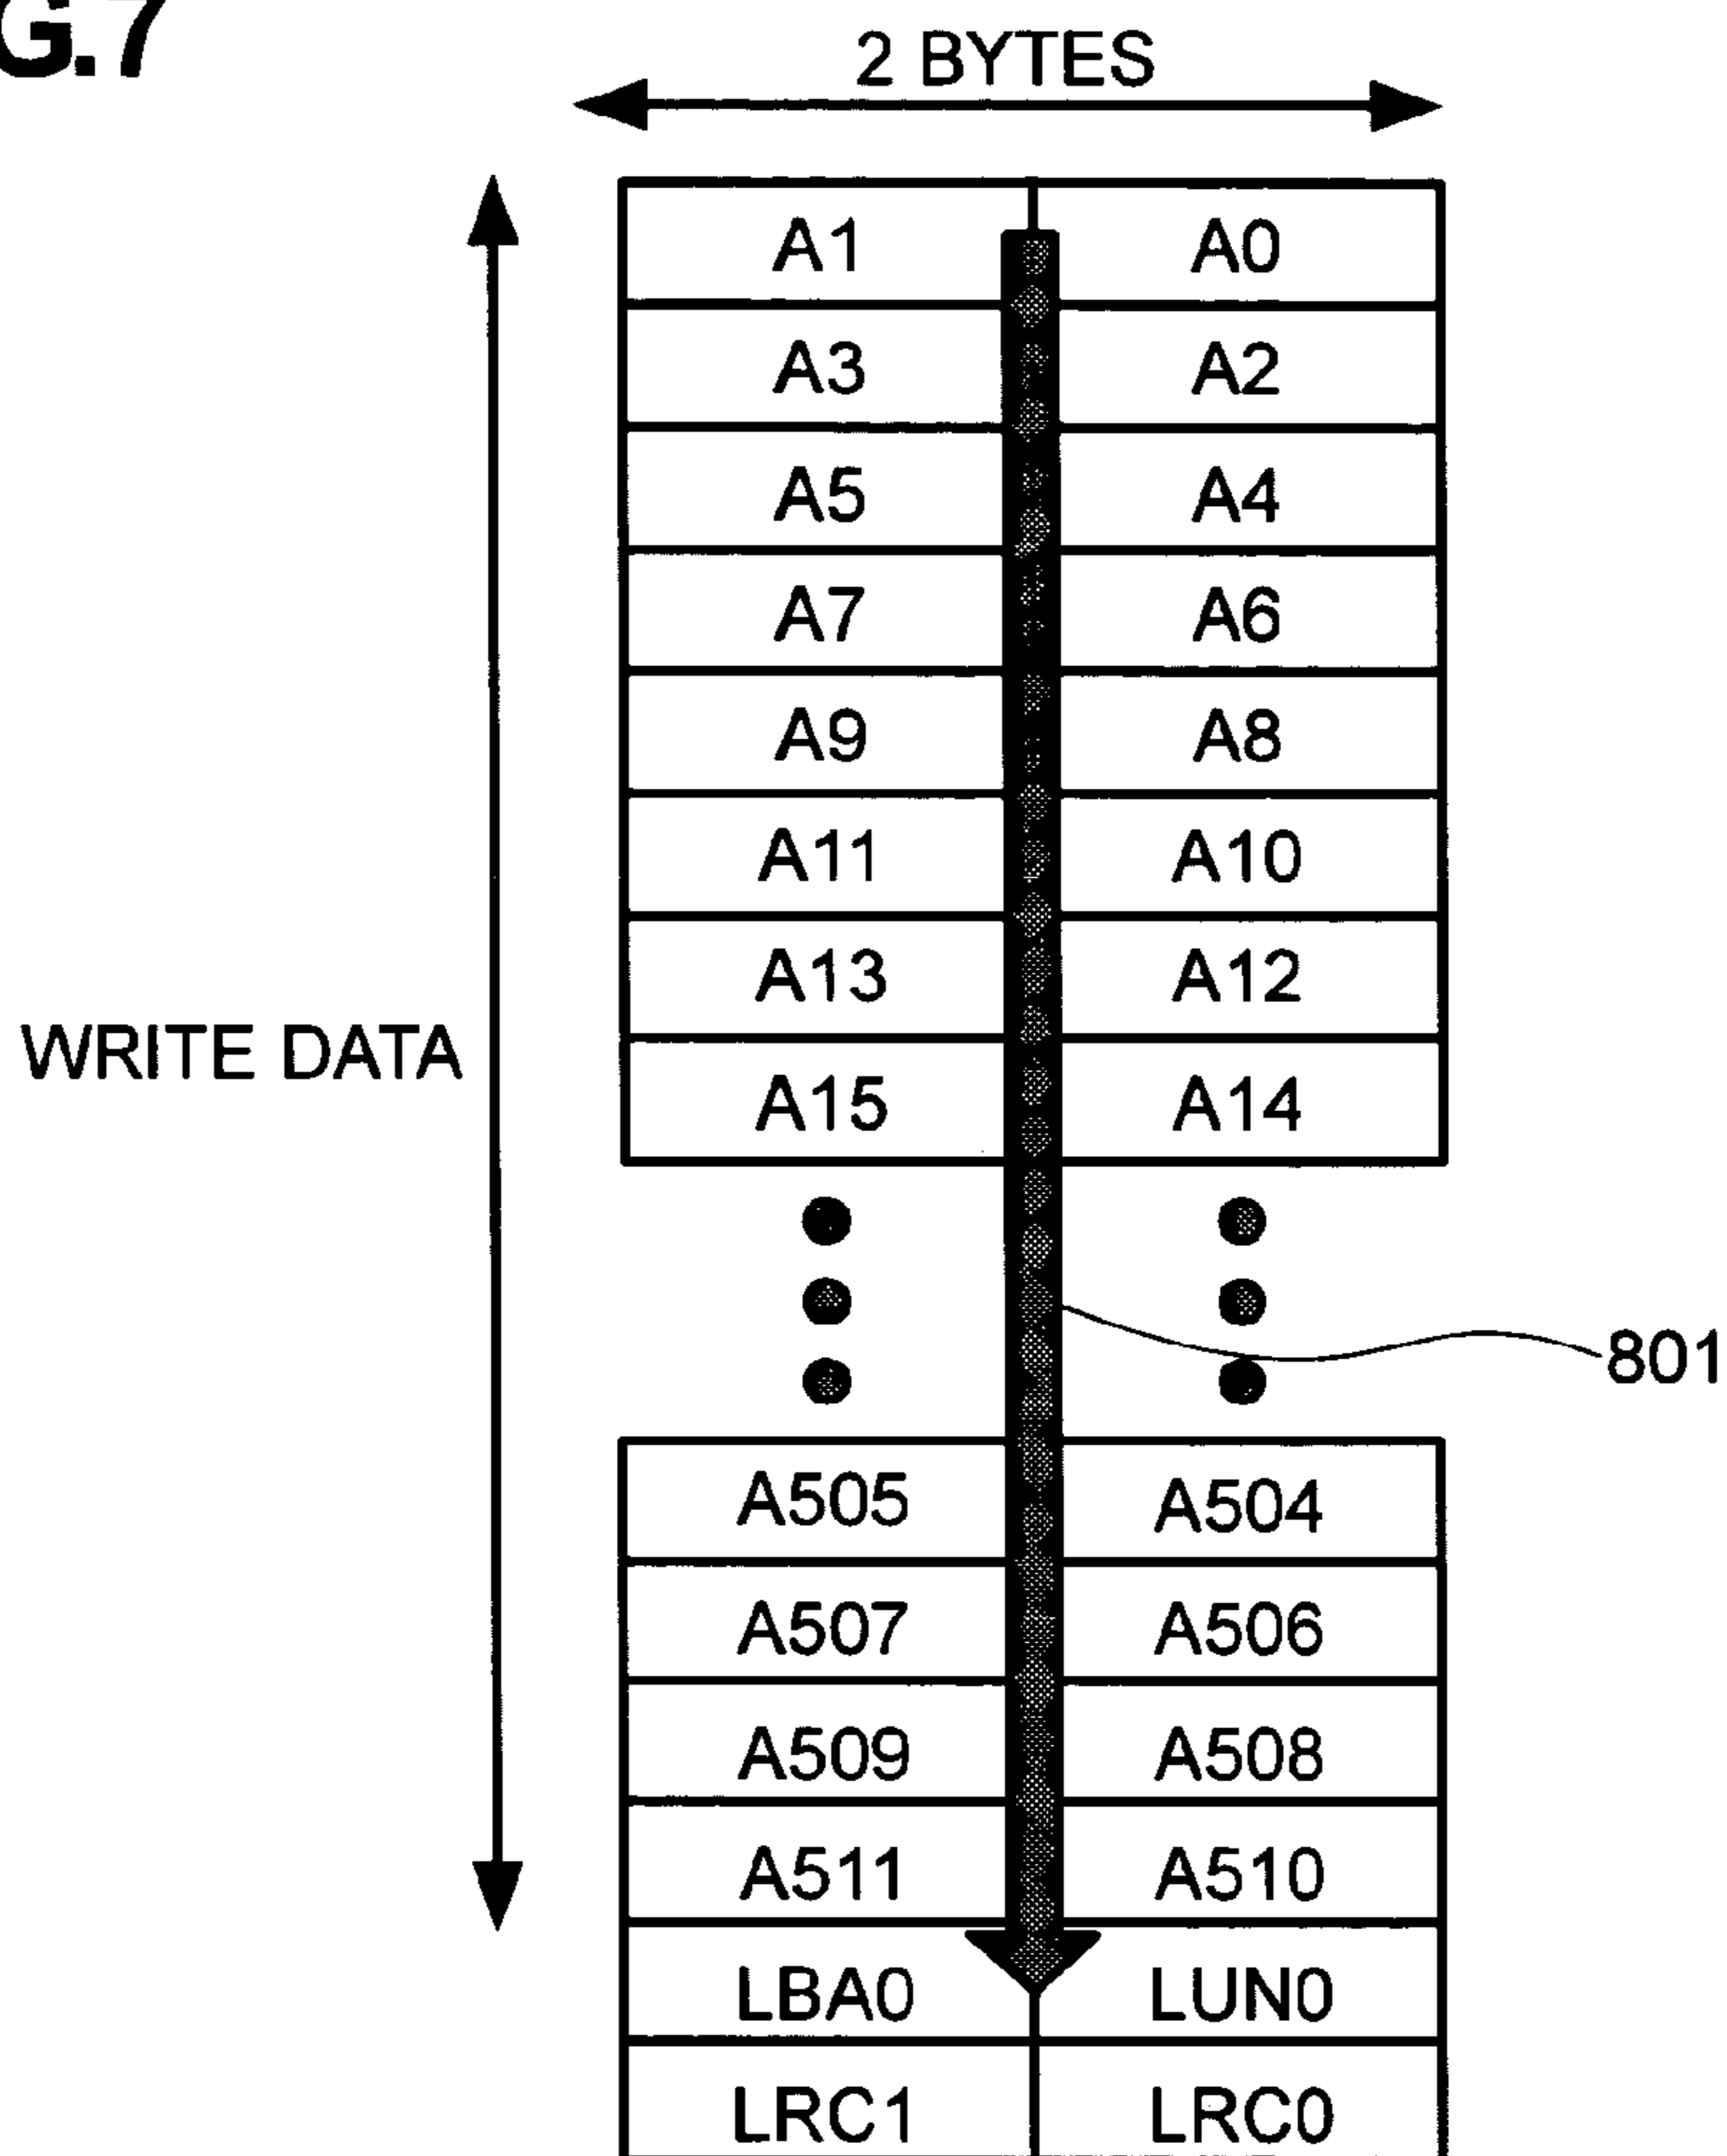 G.7
2 BYTES
A1 A0
A3 A2
A5 A4
A7 A6
A9 A8
A11 A10
A13 A12
WRITE DATA
A15 A14
801
A505 A504
A507 A506
A509 A508
A511 A510
LBA0 LUN0
LRC1 LRC0